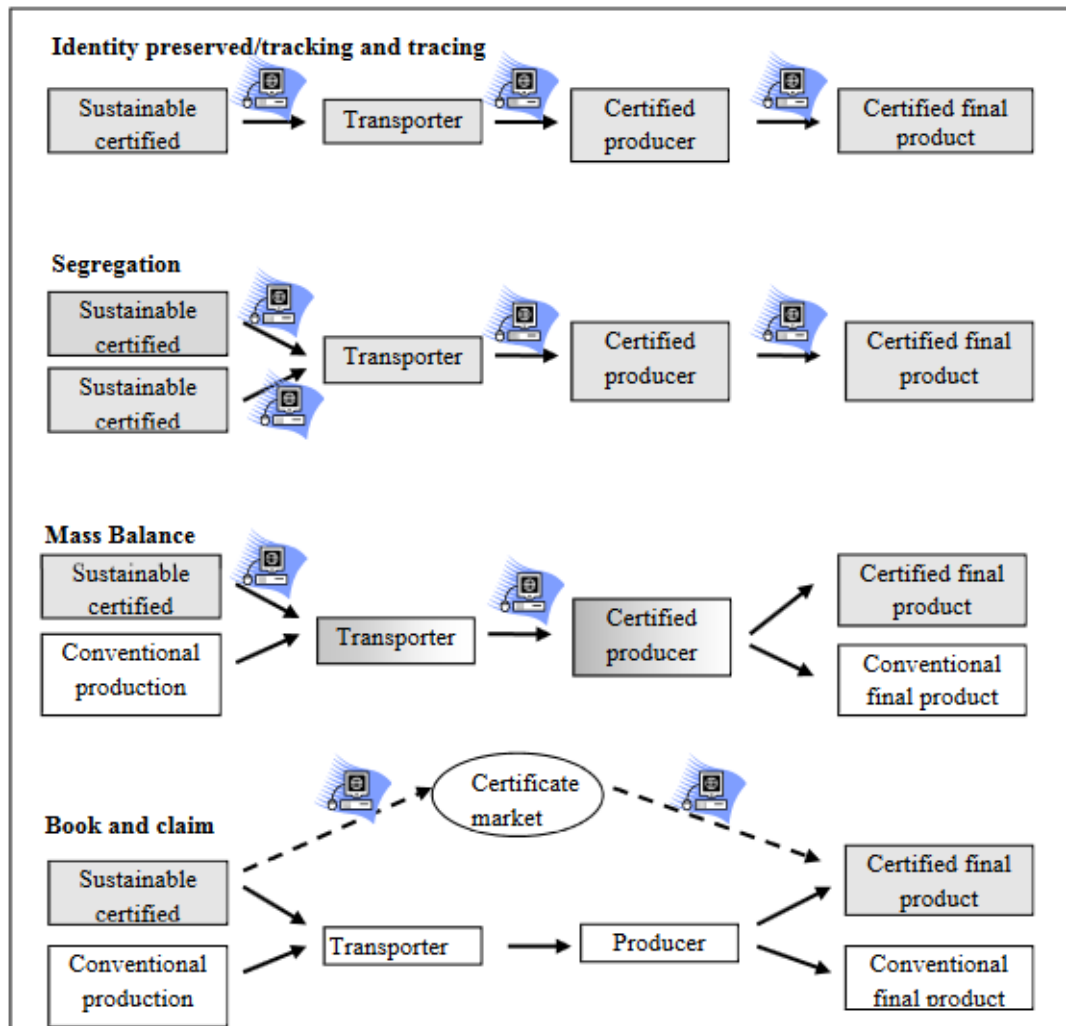 Identity preserved/tracking and tracing
Sustainable
certified
Transporter
Certified
producer
Certified final
product
Segregation
Sustainable
certified
Sustainable
certified
Transporter
Certified
producer
Certified final
product
Mass Balance
Sustainable
certified
Conventional
production
Transporter
Certified
producer
Certified final
product
Conventional
final product
Certificate
market
Book and claim
Sustainable
certified
Conventional
production
Transporter
Producer
Certified final
product
Conventional
final product